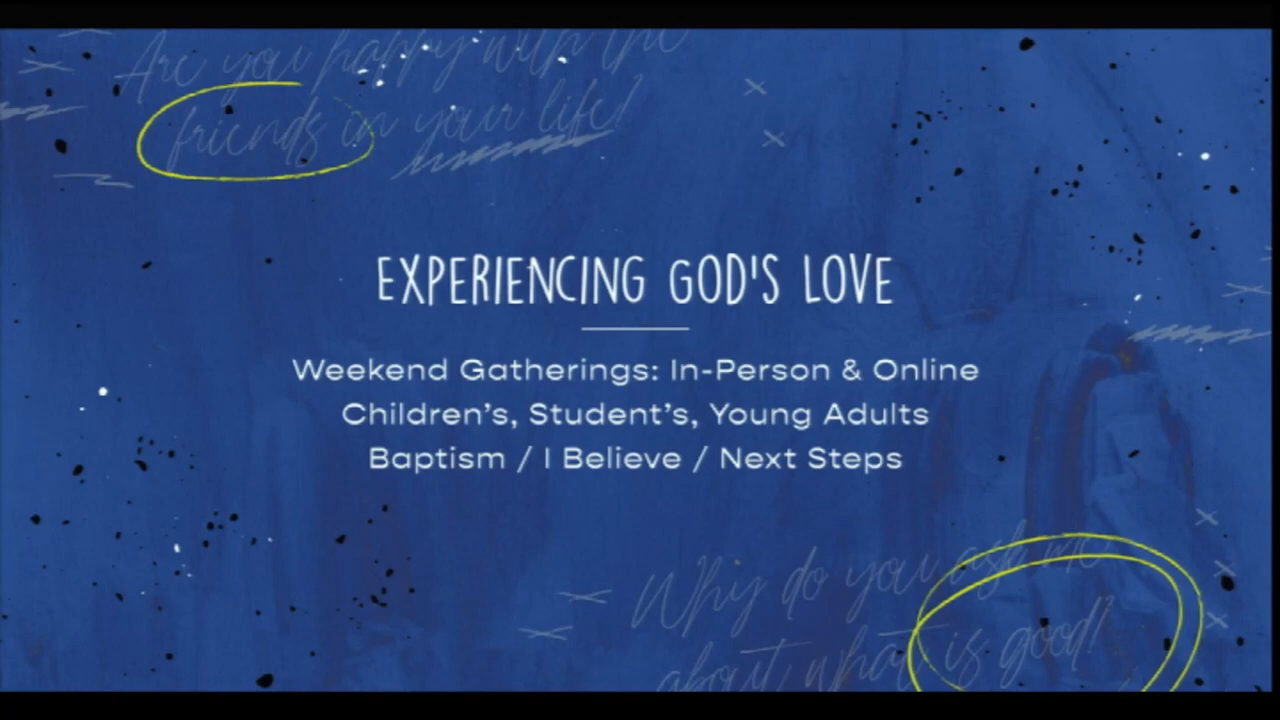 Are you happy with the
friends in your life!
EXPERIENCING GOD'S LOVE
Weekend Gatherings: In-Person & Online
Children's, Student's, Young Adults
Baptism / I Believe / Next Steps
Why do you ask me
about what is good?